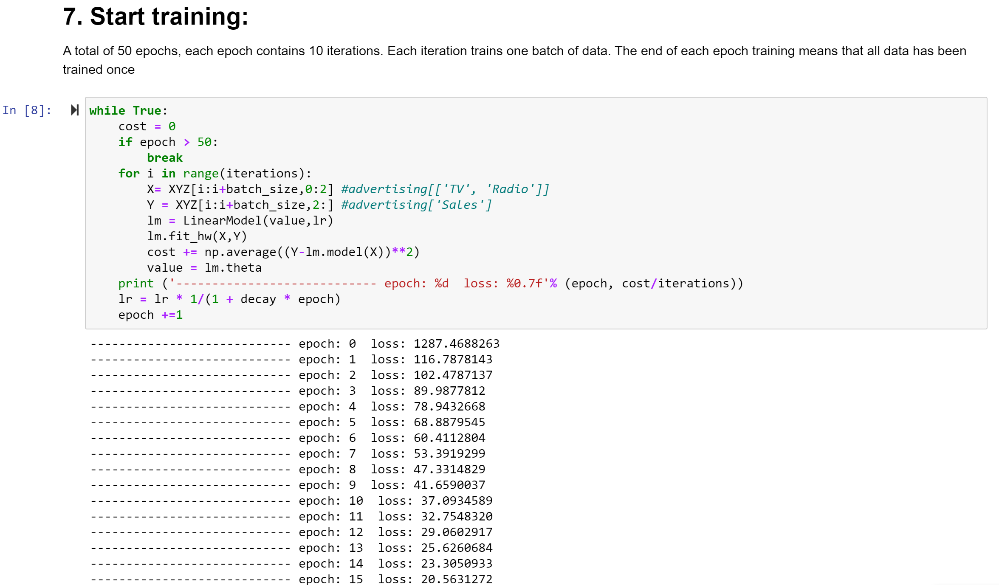 7. Start training:
A total of 50 epochs, each epoch contains 10 iterations. Each iteration trains one batch of data. The end of each epoch training means that all data has been
trained once
In [8]:
while True:
    cost = 0
    if epoch > 50:
        break
    for i in range(iterations):
        X= XYZ[i:i+batch_size,0:2] #advertising[['TV', 'Radio']]
        Y = XYZ[i:i+batch_size,2:] #advertising['Sales']
        lm = LinearModel(value,lr)
        lm.fit_hw(X,Y)
        cost += np.average((Y-lm.model(X))**2)
        value = lm.theta
    print ('---------------------------- epoch: %d  loss: %0.7f'% (epoch, cost/iterations))
    lr = lr * 1/(1 + decay * epoch)
    epoch +=1
---------------------------- epoch: 0  loss: 1287.4688263
---------------------------- epoch: 1  loss: 116.7878143
---------------------------- epoch: 2  loss: 102.4787137
---------------------------- epoch: 3  loss: 89.9877812
---------------------------- epoch: 4  loss: 78.9432668
---------------------------- epoch: 5  loss: 68.8879545
---------------------------- epoch: 6  loss: 60.4112804
---------------------------- epoch: 7  loss: 53.3919299
---------------------------- epoch: 8  loss: 47.3314829
---------------------------- epoch: 9  loss: 41.6590037
---------------------------- epoch: 10  loss: 37.0934589
---------------------------- epoch: 11  loss: 32.7548320
---------------------------- epoch: 12  loss: 29.0602917
---------------------------- epoch: 13  loss: 25.6260684
---------------------------- epoch: 14  loss: 23.3050933
---------------------------- epoch: 15  loss: 20.5631272